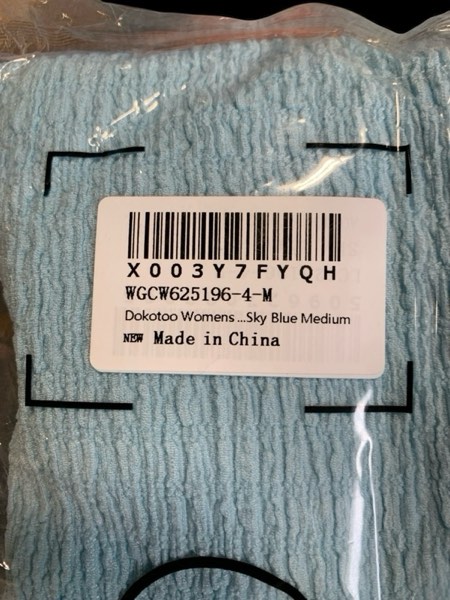 X003Y7FYQH
WGCW625196-4-M
Dokotoo Womens ...Sky Blue Medium
NEW Made in China